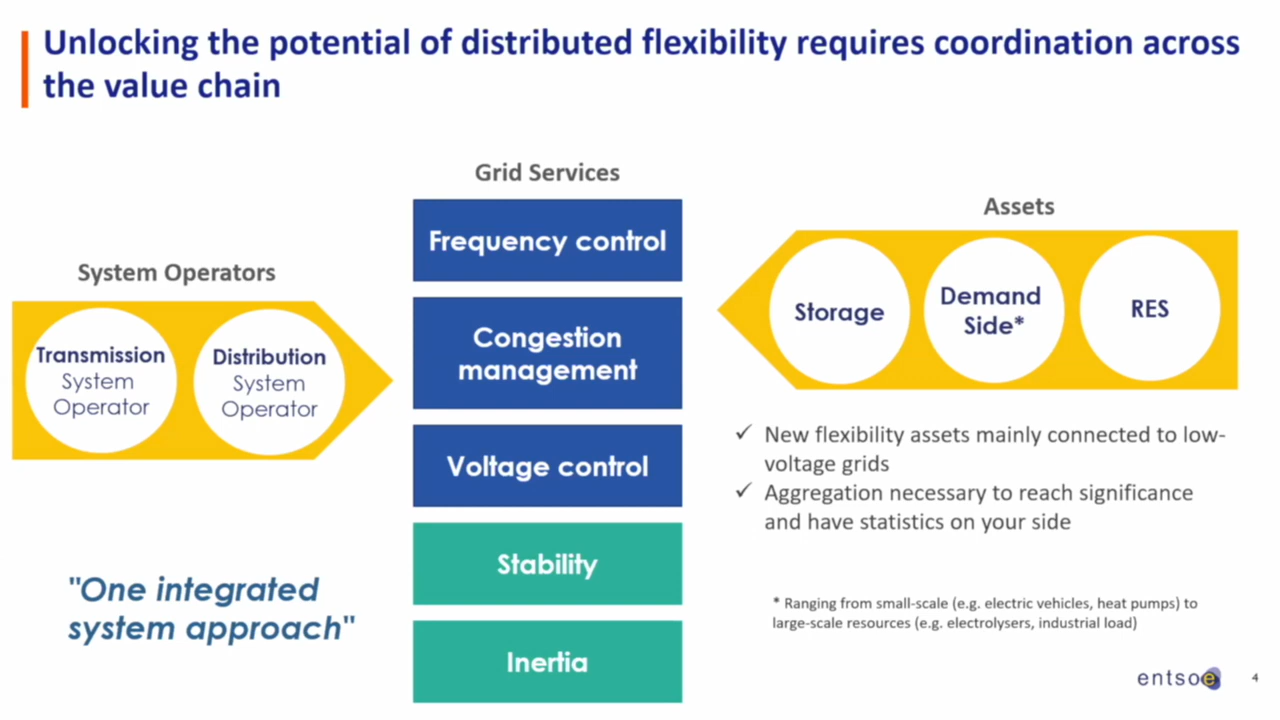 Unlocking the potential of distributed flexibility requires coordination across
the value chain
Grid Services
Frequency control
Congestion
management
Voltage control
Stability
Inertia
System Operators
Transmission
System
Operator
Distribution
System
Operator
"One integrated
system approach"
Assets
Storage
Demand
Side*
RES
✓ New flexibility assets mainly connected to low-
voltage grids
✓ Aggregation necessary to reach significance
and have statistics on your side
* Ranging from small-scale (e.g. electric vehicles, heat pumps) to
large-scale resources (e.g. electrolysers, industrial load)
entsoe
4